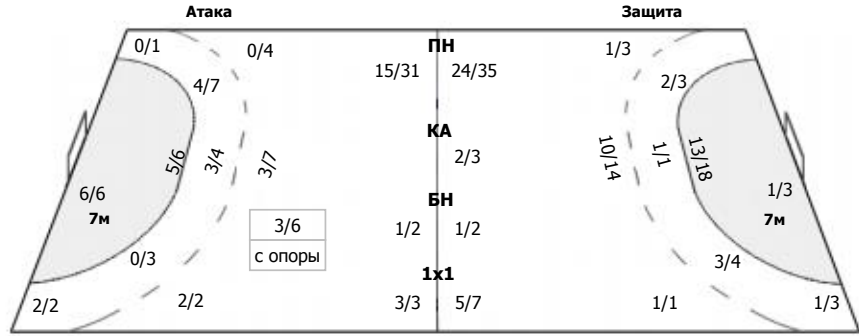 Атака Защита
0/1 0/4 ПН 1/3
15/31 24/35
4/7 2/3
КА
5/6 3/4 3/7 2/3 10/14 1/1 13/18
6/6 1/3
7м 7м
БН
3/6 1/2 1/2
с опоры
0/3 3/4
1x1
2/2 2/2 3/3 5/7 1/1 1/3